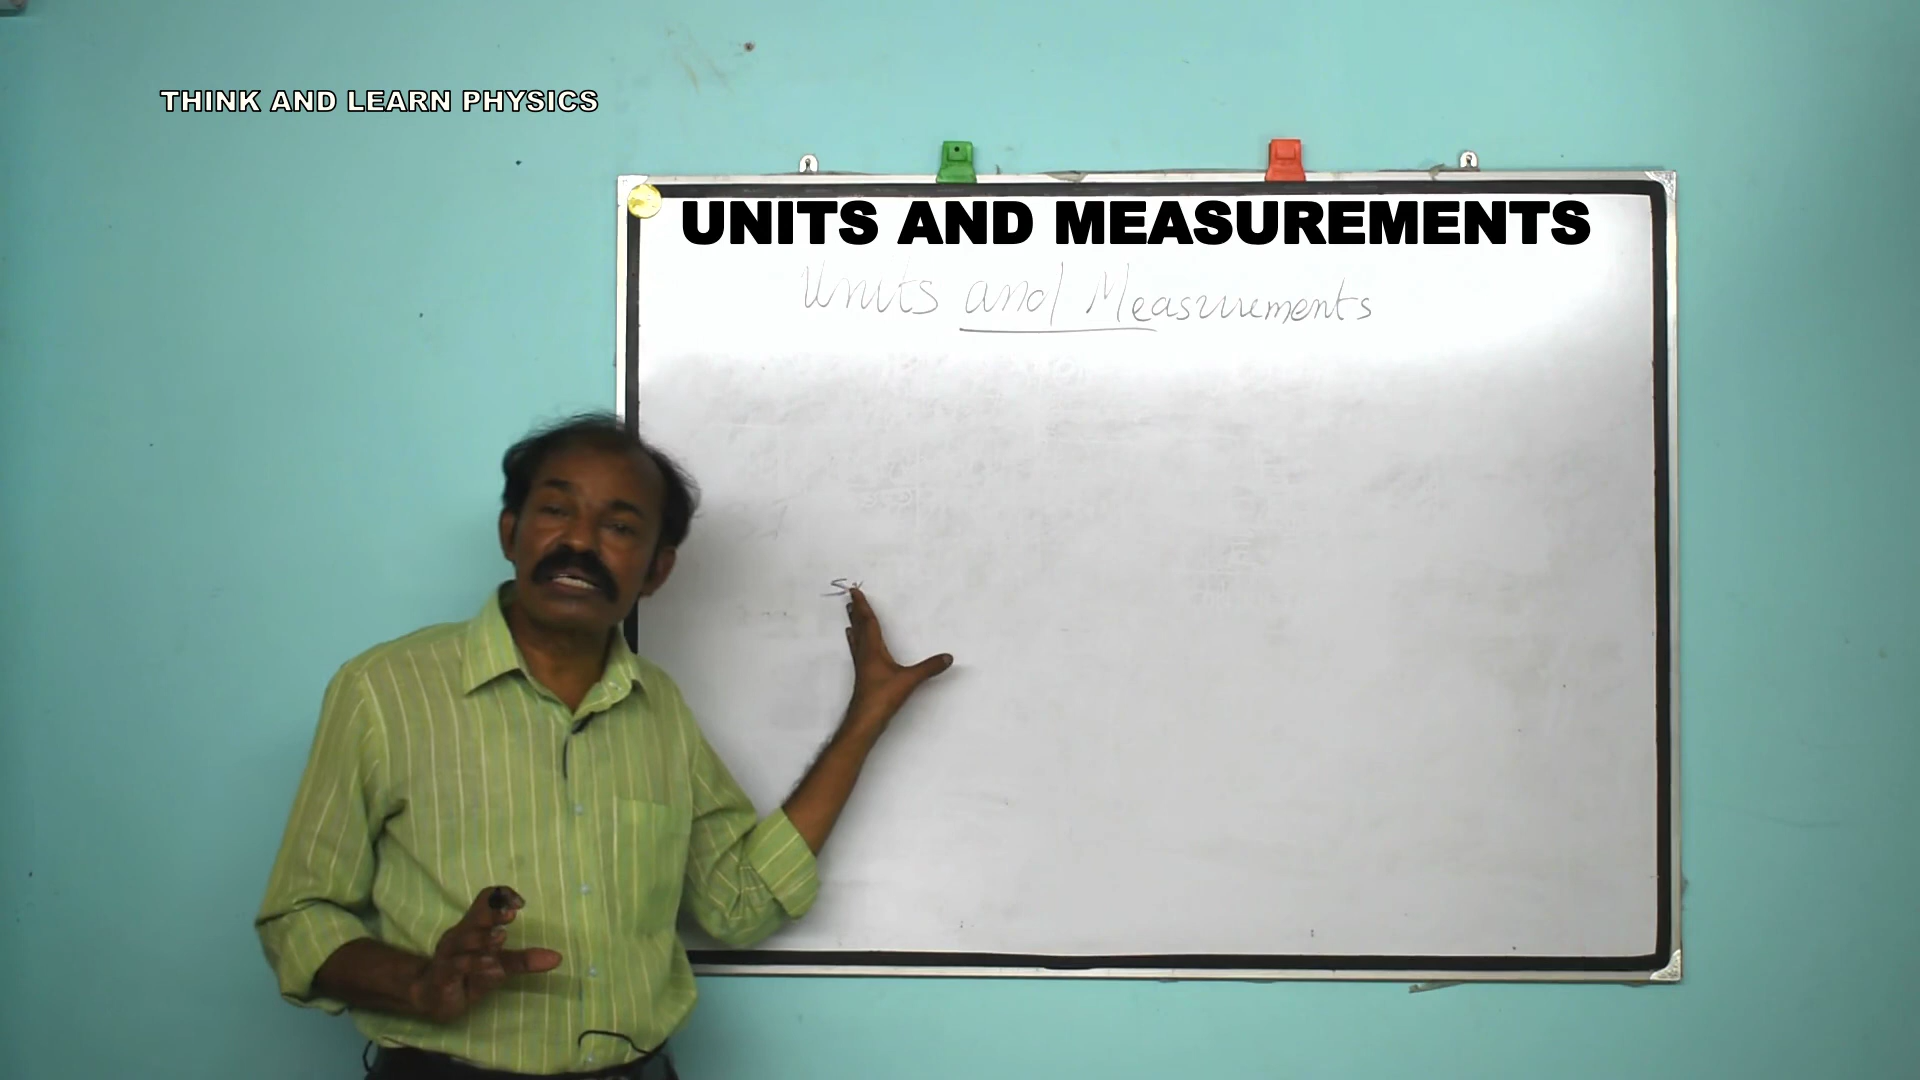 THINK AND LEARN PHYSICS
UNITS AND MEASUREMENTS
Units and Measurements